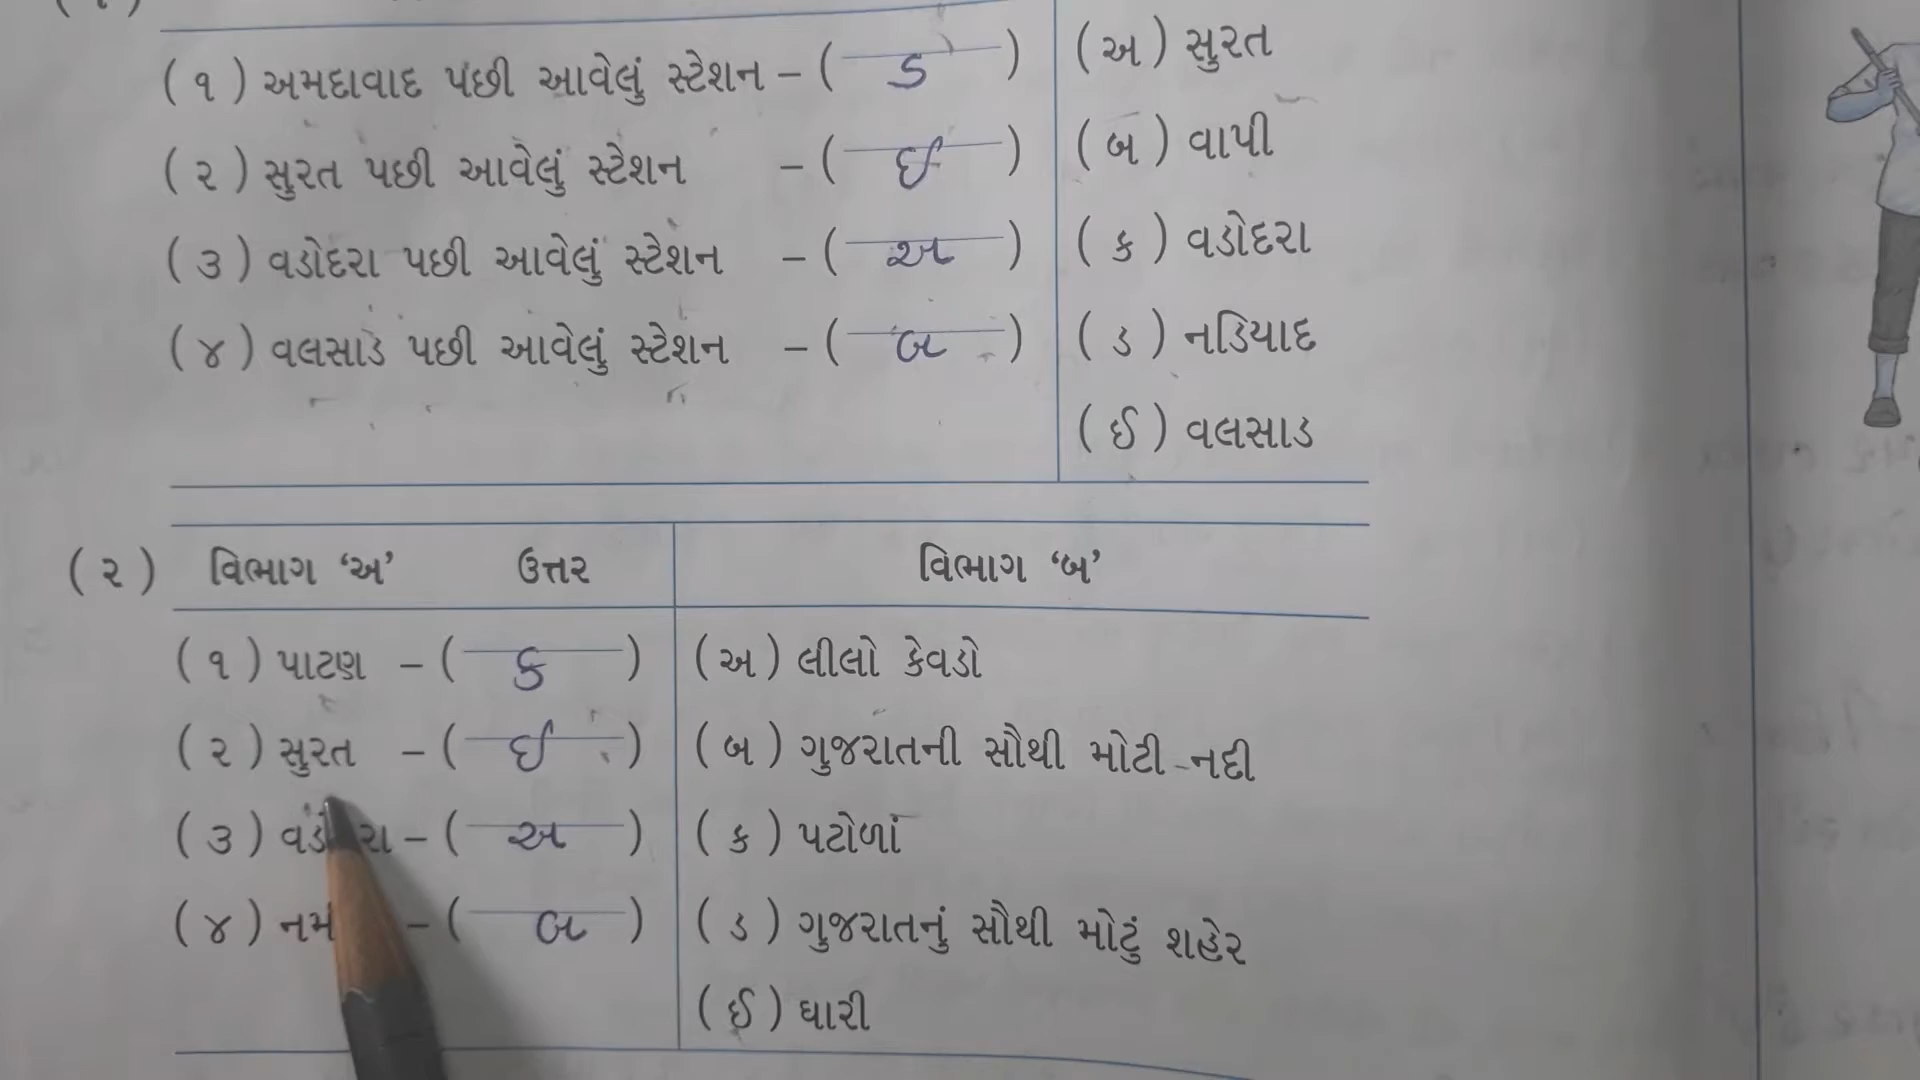 (૧) અમદાવાદ પછી આવેલું સ્ટેશન – ( ડ ) (અ) સુરત
(૨) સુરત પછી આવેલું સ્ટેશન – ( ઈ ) (બ) વાપી
(૩) વડોદરા પછી આવેલું સ્ટેશન – ( અ ) (ક) વડોદરા
(૪) વલસાડ પછી આવેલું સ્ટેશન – ( બ ) (ડ) નડિયાદ
(ઈ) વલસાડ
(૨) વિભાગ ‘અ’ ઉત્તર વિભાગ ‘બ’
(૧) પાટણ – ( ક ) (અ) લીલો કેવડો
(૨) સુરત – ( ઈ ) (બ) ગુજરાતની સૌથી મોટી નદી
(૩) – ( અ ) (ક) પટોળાં
(૪) – ( બ ) (ડ) ગુજરાતનું સૌથી મોટું શહેર
(ઈ) ઘારી